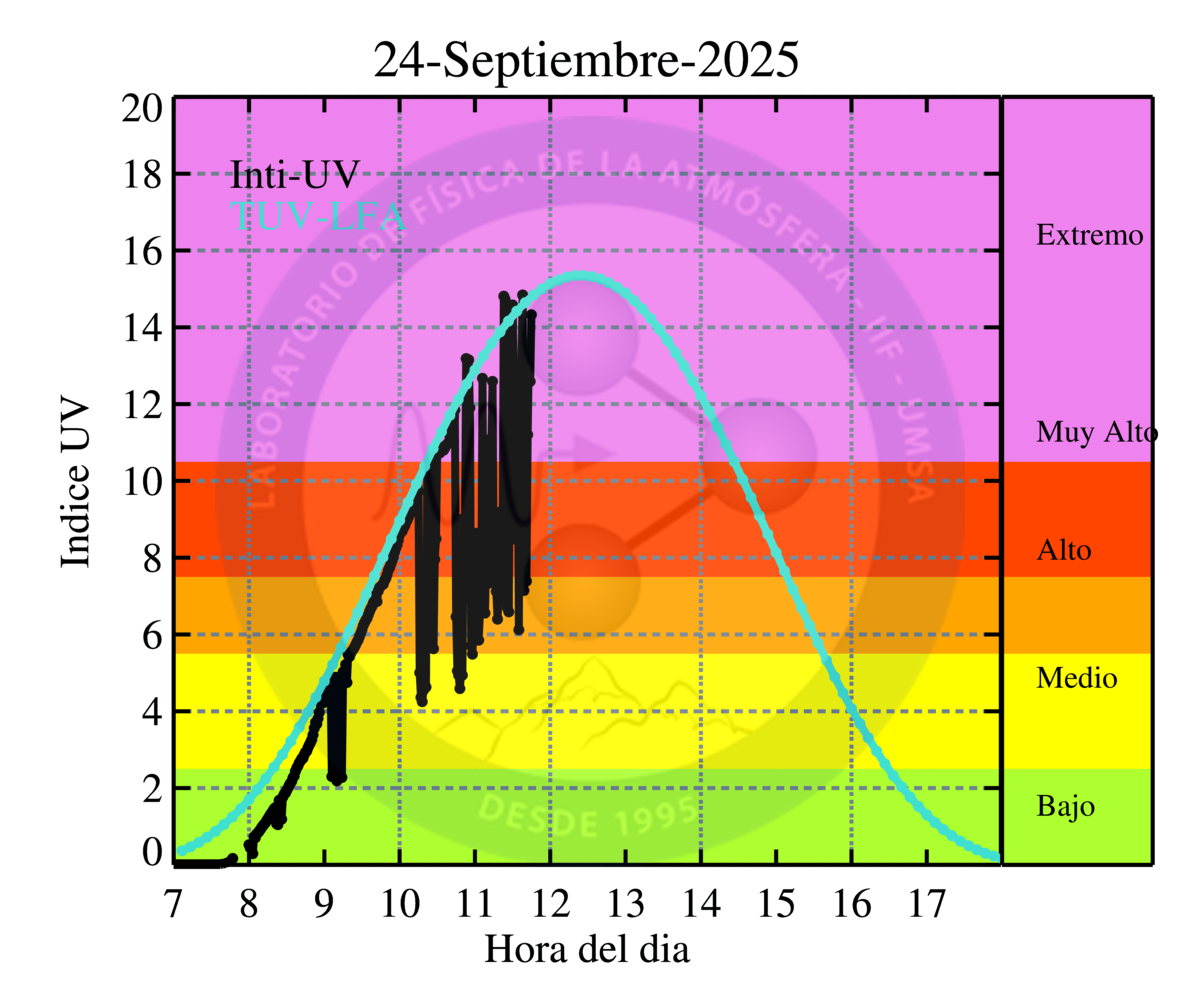 24-Septiembre-2025
20
18
16
14
12
10
8
6
4
2
0
Indice UV
Inti-UV
TUV-LFA
LABORATORIO DE FÍSICA DE LA ATMÓSFERA - IIF - UMSA
DESDE 1995
Extremo
Muy Alto
Alto
Medio
Bajo
7 8 9 10 11 12 13 14 15 16 17
Hora del dia